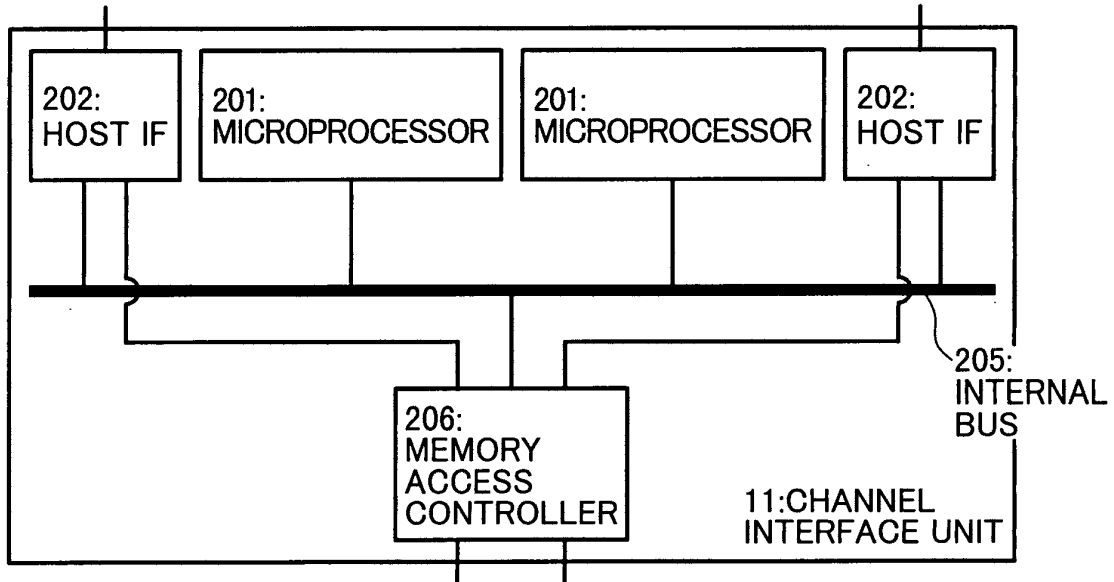 202:
HOST IF
201:
MICROPROCESSOR
201:
MICROPROCESSOR
202:
HOST IF
205:
INTERNAL
BUS
206:
MEMORY
ACCESS
CONTROLLER
11:CHANNEL
INTERFACE UNIT